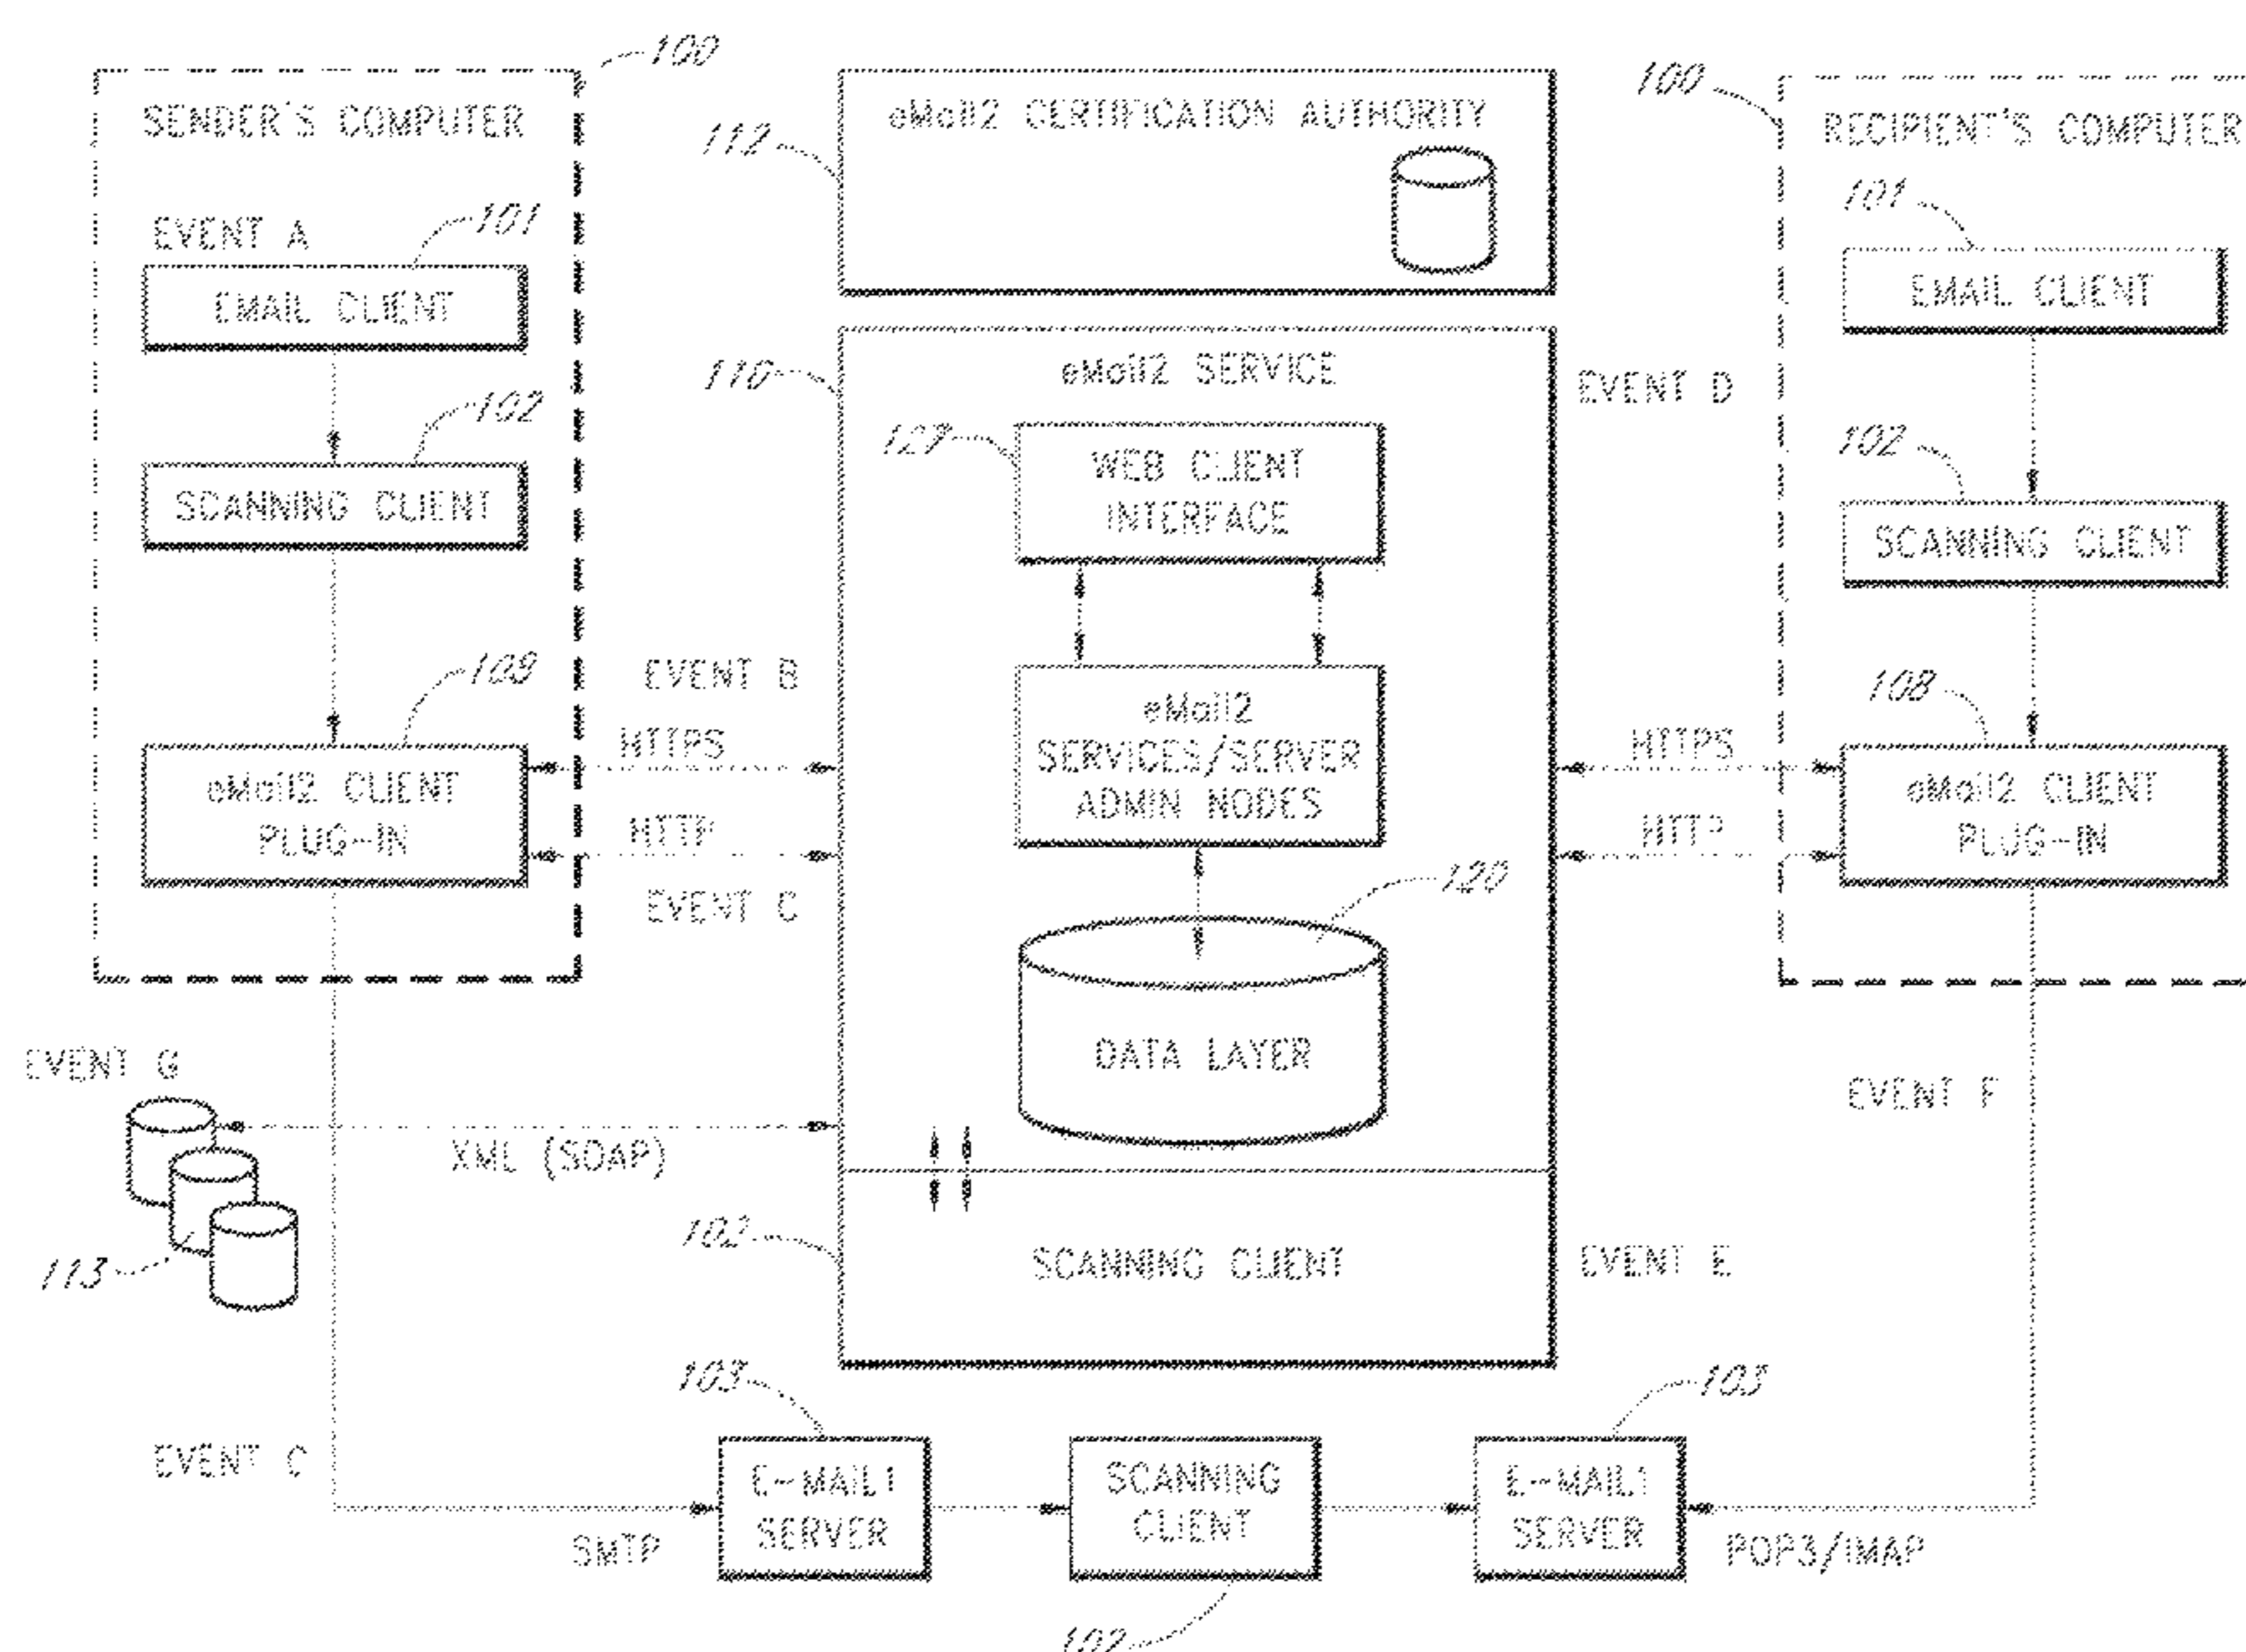 100
SENDER'S COMPUTER
EVENT A
101
EMAIL CLIENT
102
SCANNING CLIENT
109
eMail2 CLIENT
PLUG-IN
112
eMail2 CERTIFICATION AUTHORITY
110
eMail2 SERVICE
127
WEB CLIENT
INTERFACE
eMail2
SERVICES/SERVER
ADMIN NODES
120
DATA LAYER
102
SCANNING CLIENT
EVENT B
HTTPS
HTTP
EVENT C
EVENT D
HTTPS
HTTP
EVENT E
100
RECIPIENT'S COMPUTER
101
EMAIL CLIENT
102
SCANNING CLIENT
108
eMail2 CLIENT
PLUG-IN
EVENT F
EVENT G
XML (SOAP)
113
EVENT C
SMTP
103
E-MAIL1
SERVER
SCANNING
CLIENT
102
103
E-MAIL1
SERVER
POP3/IMAP